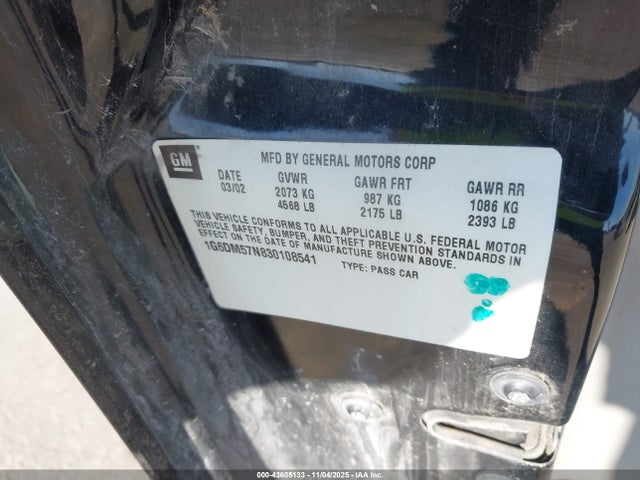 GM
MFD BY GENERAL MOTORS CORP
DATE GVWR GAWR FRT GAWR RR
03/02 2073 KG 987 KG 1086 KG
4568 LB 2175 LB 2393 LB
THIS VEHICLE CONFORMS TO ALL APPLICABLE U.S. FEDERAL MOTOR
VEHICLE SAFETY, BUMPER, AND THEFT PREVENTION STANDARDS IN
EFFECT ON THE DATE OF MANUFACTURE SHOWN ABOVE.
1G6DM57N830108541 TYPE: PASS CAR
000-43605133 - 11/04/2025 - IAAI.COM